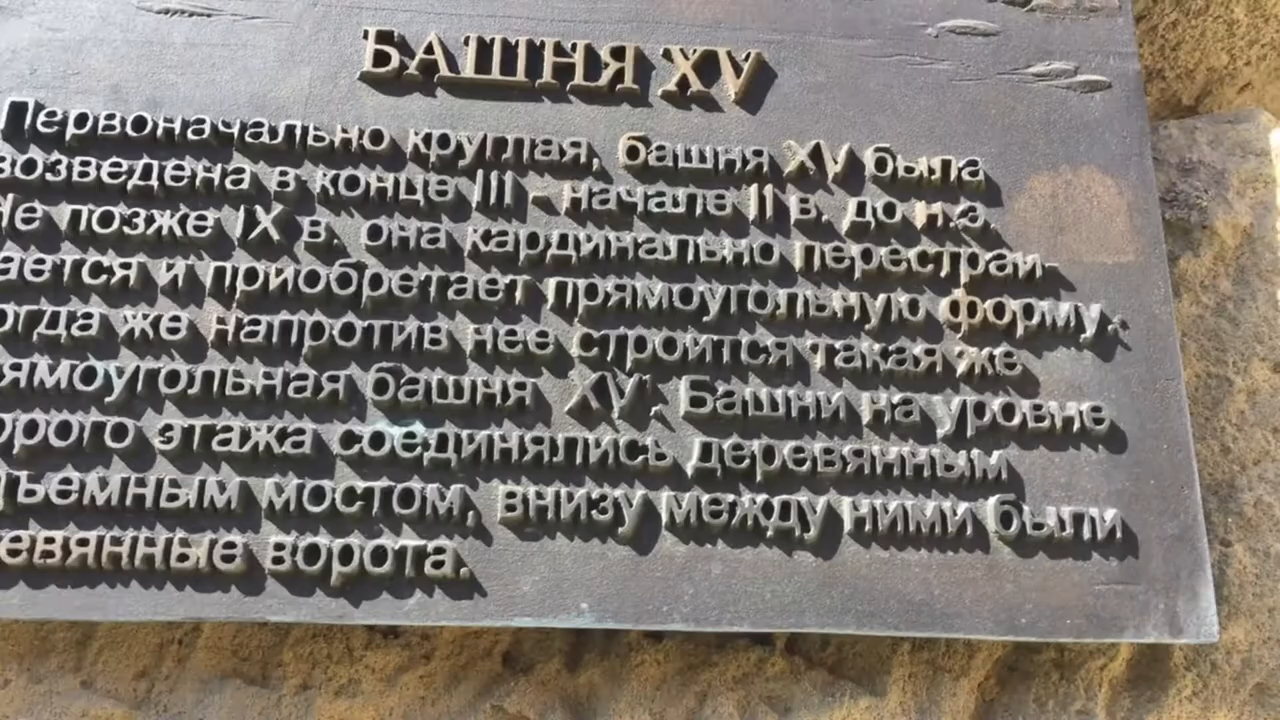 БАШНЯ XV
Первоначально круглая, башня XV была
возведена в конце III - начале II в. до н.э.
Не позже IX в. она кардинально перестраи-
ается и приобретает прямоугольную форму.
огда же напротив нее строится такая же
ямоугольная башня XV'. Башни на уровне
орого этажа соединялись деревянным
дъемным мостом, внизу между ними были
евянные ворота.